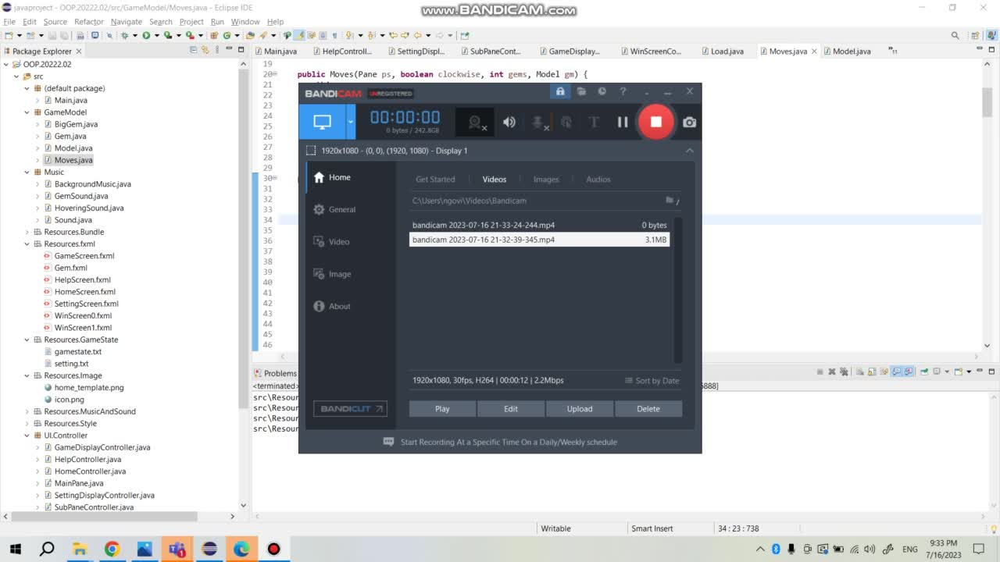 javaproject - OOP.20222.02/src/GameModel/Moves.java - Eclipse IDE
www.BANDICAM.com
File Edit Source Refactor Navigate Search Project Run Window Help
Package Explorer
Main.java HelpControll... SettingDispl... SubPaneCont... GameDisplay... WinScreenCo... Load.java Moves.java Model.java 11
OOP.20222.02
src
(default package)
Main.java
GameModel
BigGem.java
Gem.java
Model.java
Moves.java
Music
BackgroundMusic.java
GemSound.java
HoveringSound.java
Sound.java
Resources.Bundle
Resources.fxml
GameScreen.fxml
Gem.fxml
HelpScreen.fxml
HomeScreen.fxml
SettingScreen.fxml
WinScreen0.fxml
WinScreen1.fxml
Resources.GameState
gamestate.txt
setting.txt
Resources.Image
home_template.png
icon.png
Resources.MusicAndSound
Resources.Style
UI.Controller
GameDisplayController.java
HelpController.java
HomeController.java
MainPane.java
SettingDisplayController.java
SubPaneController.java
19
20 public Moves(Pane ps, boolean clockwise, int gems, Model gm) {
21
22
23
24
25
26
27
28
29
30
31
32
33
34
35
36
37
38
39
40
41
42
43
44
45
46
BANDICAM UNREGISTERED
00:00:00
0 bytes / 242.8GB
1920x1080 - (0, 0), (1920, 1080) - Display 1
Home
General
Video
Image
About
BANDICUT
Get Started Videos Images Audios
C:\Users\ngovi\Videos\Bandicam
bandicam 2023-07-16 21-33-24-244.mp4 0 bytes
bandicam 2023-07-16 21-32-39-345.mp4 3.1MB
1920x1080, 30fps, H264 | 00:00:12 | 2.2Mbps Sort by Date
Play Edit Upload Delete
Start Recording At a Specific Time On a Daily/Weekly schedule
Problems
<terminated> 5888]
src\Resour
src\Resour
src\Resour
src\Resour
Writable Smart Insert 34 : 23 : 738
ENG
9:33 PM
7/16/2023